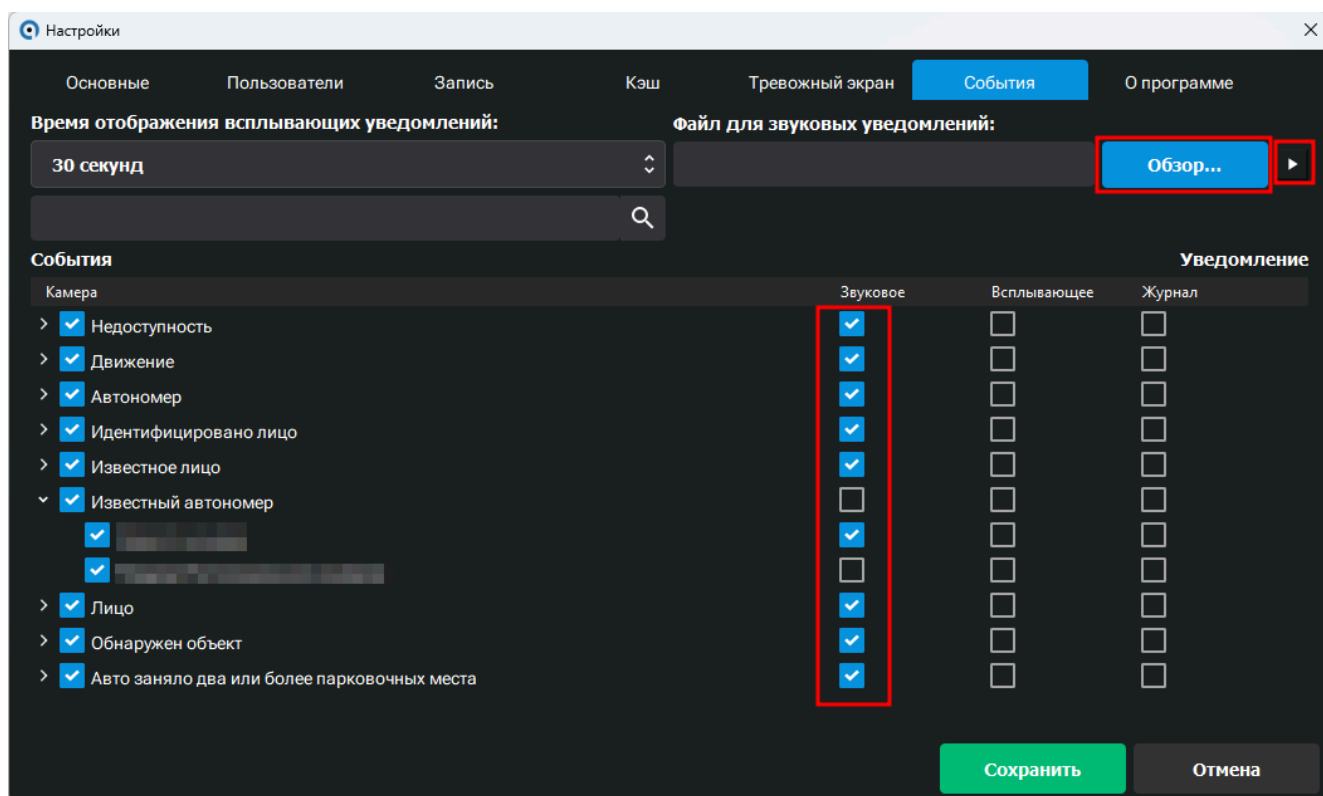 Настройки
Основные Пользователи Запись Кэш Тревожный экран События О программе
Время отображения всплывающих уведомлений: Файл для звуковых уведомлений:
30 секунд Обзор...
События Уведомление
Камера Звуковое Всплывающее Журнал
Недоступность
Движение
Автономер
Идентифицировано лицо
Известное лицо
Известный автономер
Лицо
Обнаружен объект
Авто заняло два или более парковочных места
Сохранить Отмена